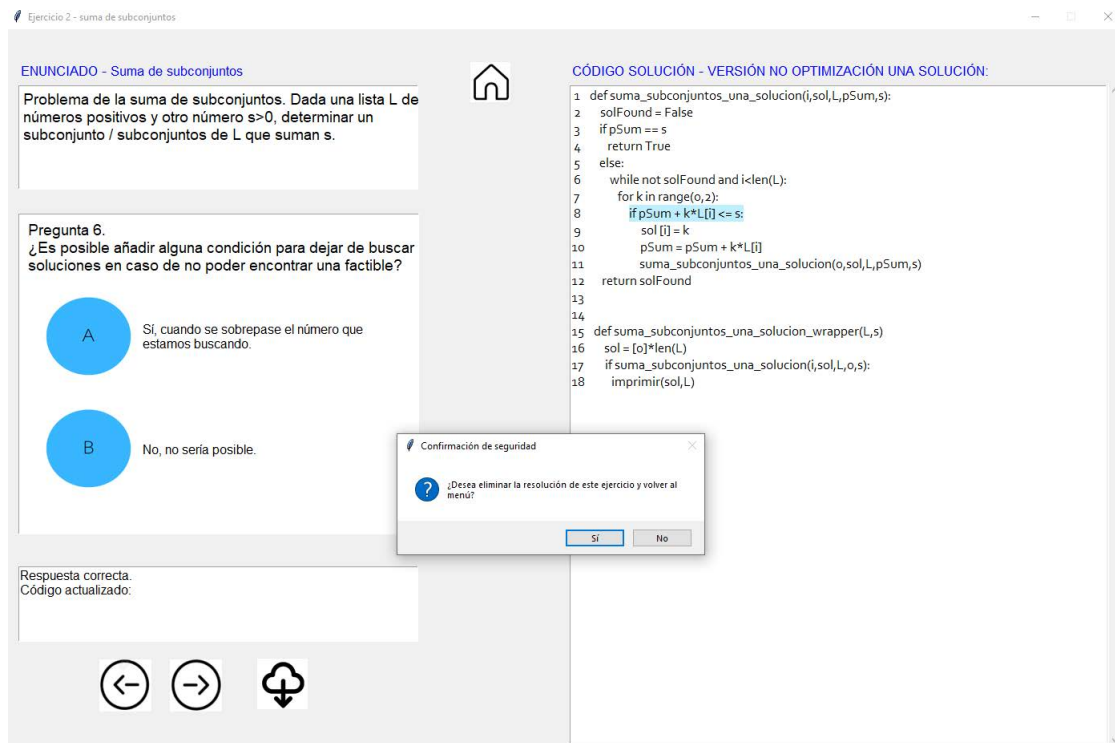 Ejercicio 2 - suma de subconjuntos
ENUNCIADO - Suma de subconjuntos
Problema de la suma de subconjuntos. Dada una lista L de
números positivos y otro número s>0, determinar un
subconjunto / subconjuntos de L que suman s.
Pregunta 6.
¿Es posible añadir alguna condición para dejar de buscar
soluciones en caso de no poder encontrar una factible?
A
Sí, cuando se sobrepase el número que
estamos buscando.
B
No, no sería posible.
Respuesta correcta.
Código actualizado:
CÓDIGO SOLUCIÓN - VERSIÓN NO OPTIMIZACIÓN UNA SOLUCIÓN:
1 def suma_subconjuntos_una_solucion(i,sol,L,pSum,s):
2 solFound = False
3 if pSum == s
4 return True
5 else:
6 while not solFound and i<len(L):
7 for k in range(0,2):
8 if pSum + k*L[i] <= s:
9 sol [i] = k
10 pSum = pSum + k*L[i]
11 suma_subconjuntos_una_solucion(0,sol,L,pSum,s)
12 return solFound
13
14
15 def suma_subconjuntos_una_solucion_wrapper(L,s)
16 sol = [0]*len(L)
17 if suma_subconjuntos_una_solucion(i,sol,L,0,s):
18 imprimir(sol,L)
Confirmación de seguridad
¿Desea eliminar la resolución de este ejercicio y volver al
menú?
Sí
No